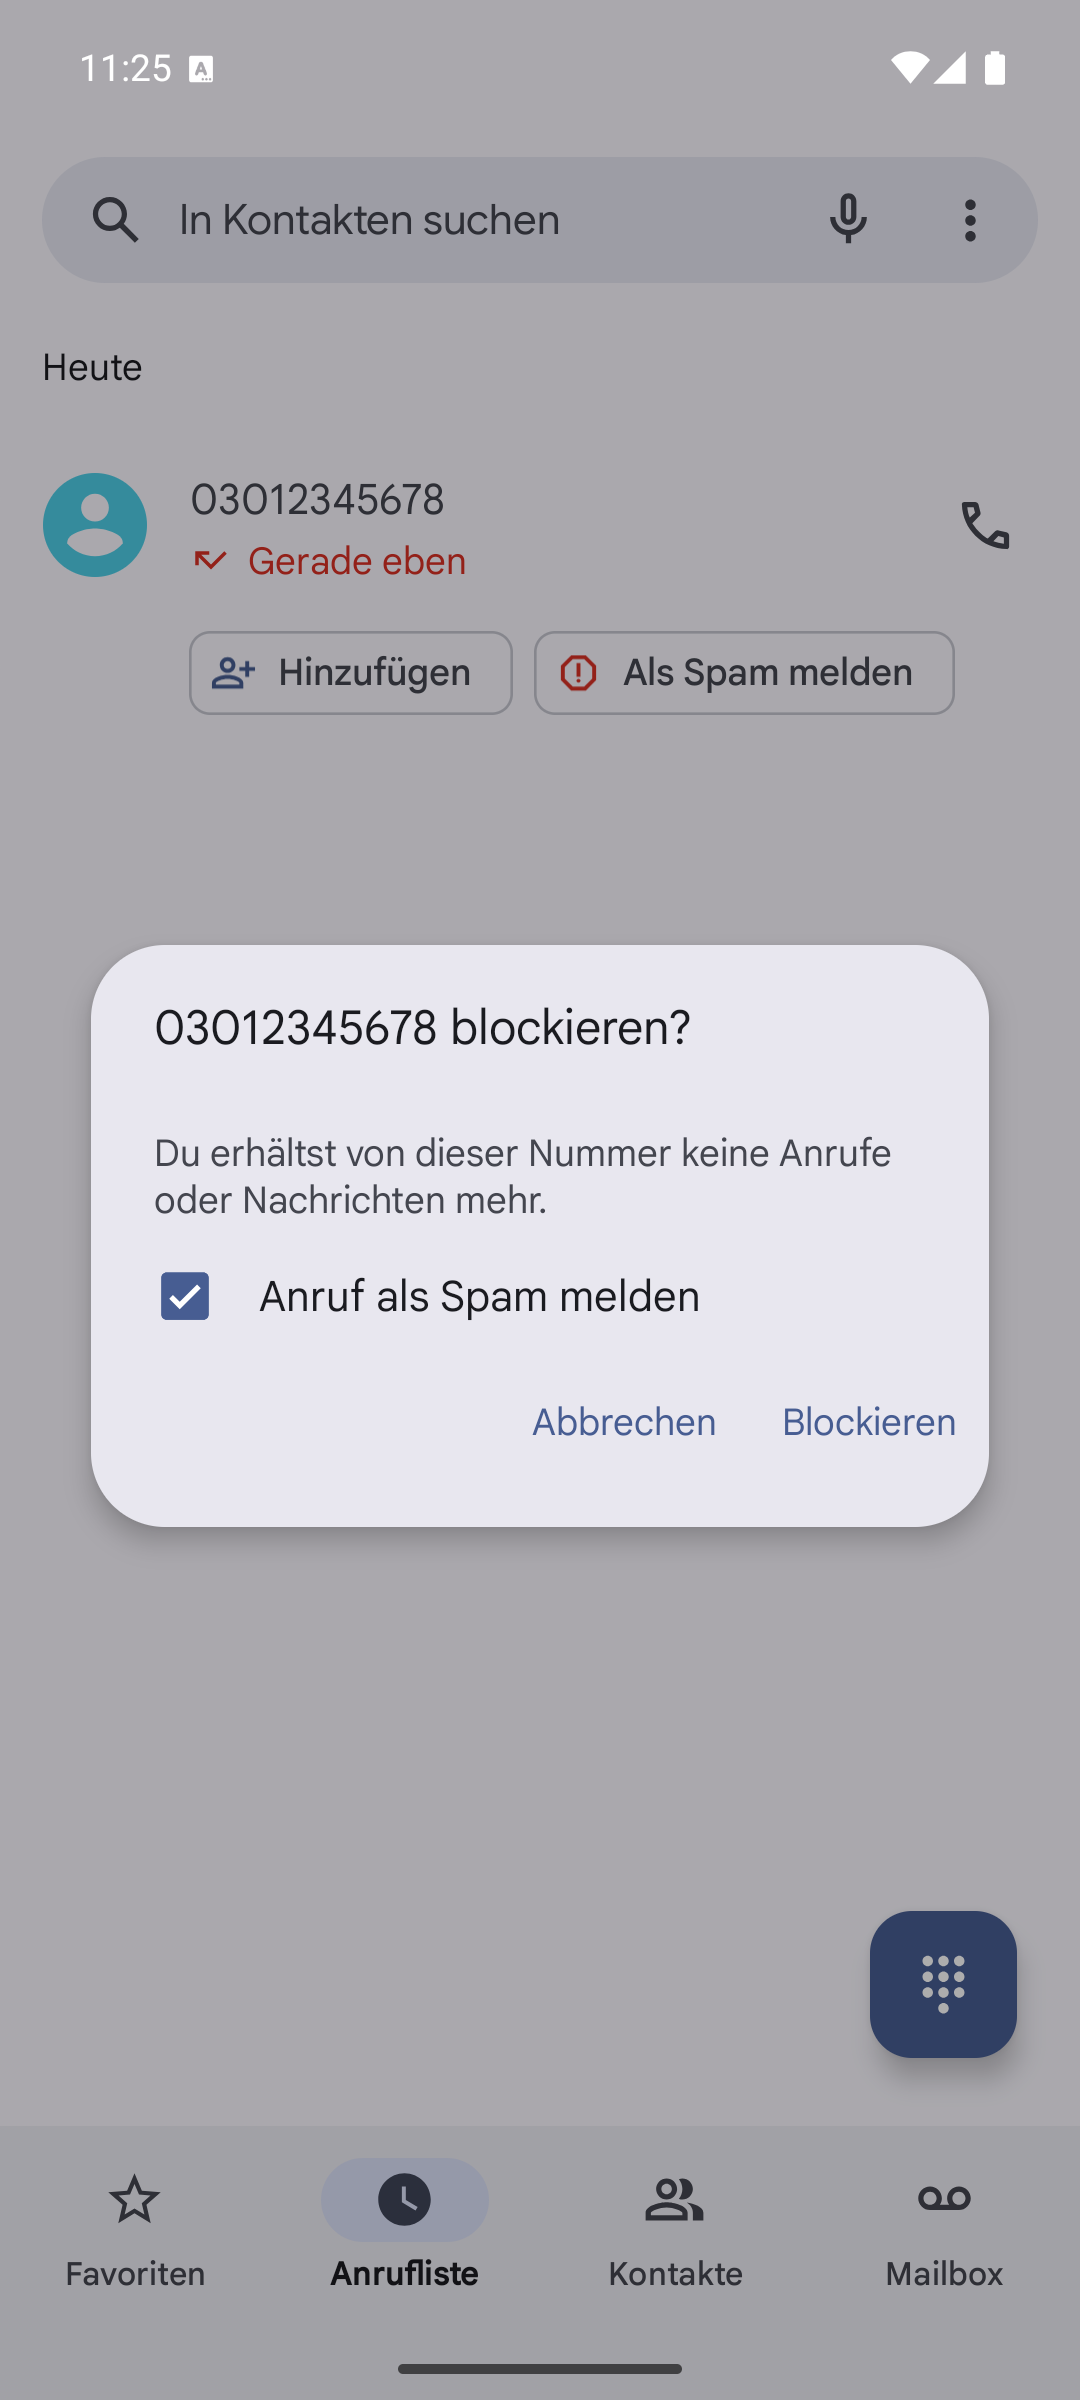 11:25
In Kontakten suchen
Heute
03012345678
Gerade eben
Hinzufügen
Als Spam melden
03012345678 blockieren?
Du erhältst von dieser Nummer keine Anrufe
oder Nachrichten mehr.
Anruf als Spam melden
Abbrechen Blockieren
Favoriten Anrufliste Kontakte Mailbox